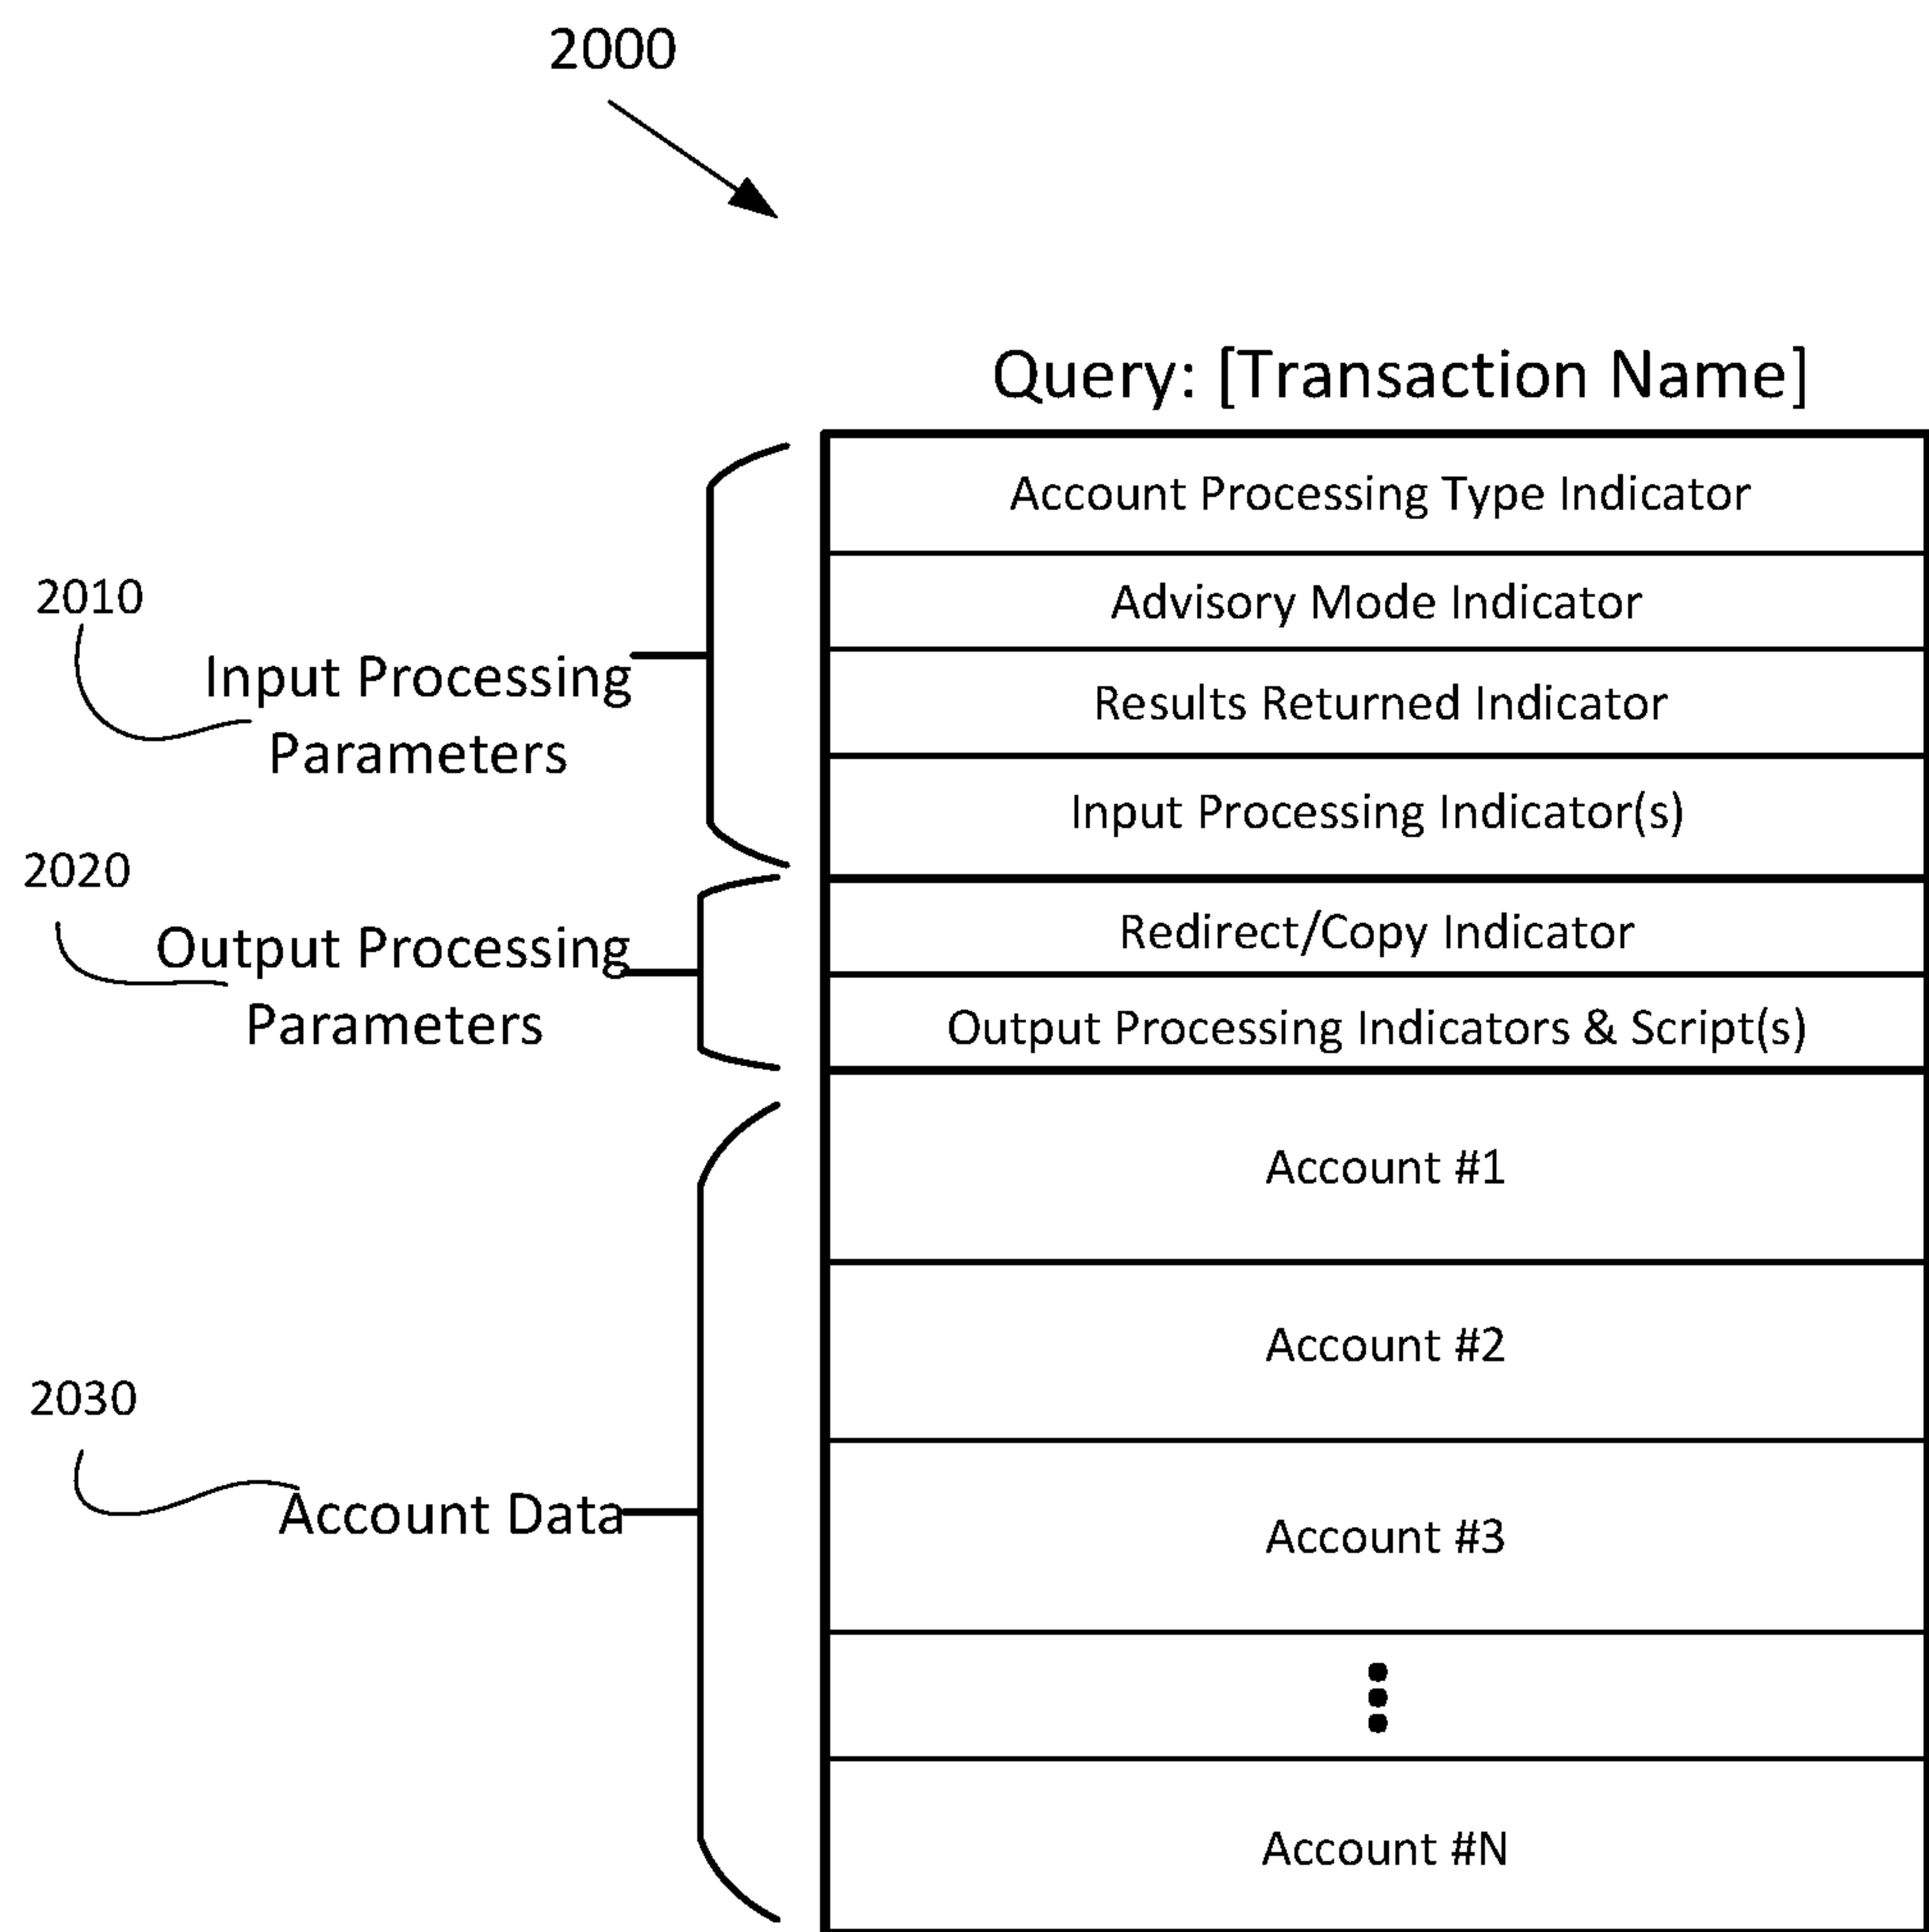 2000
Query: [Transaction Name]
Account Processing Type Indicator
Advisory Mode Indicator
2010
Input Processing
Parameters
Results Returned Indicator
Input Processing Indicator(s)
2020
Output Processing
Parameters
Redirect/Copy Indicator
Output Processing Indicators & Script(s)
Account #1
Account #2
2030
Account Data
Account #3
Account #N